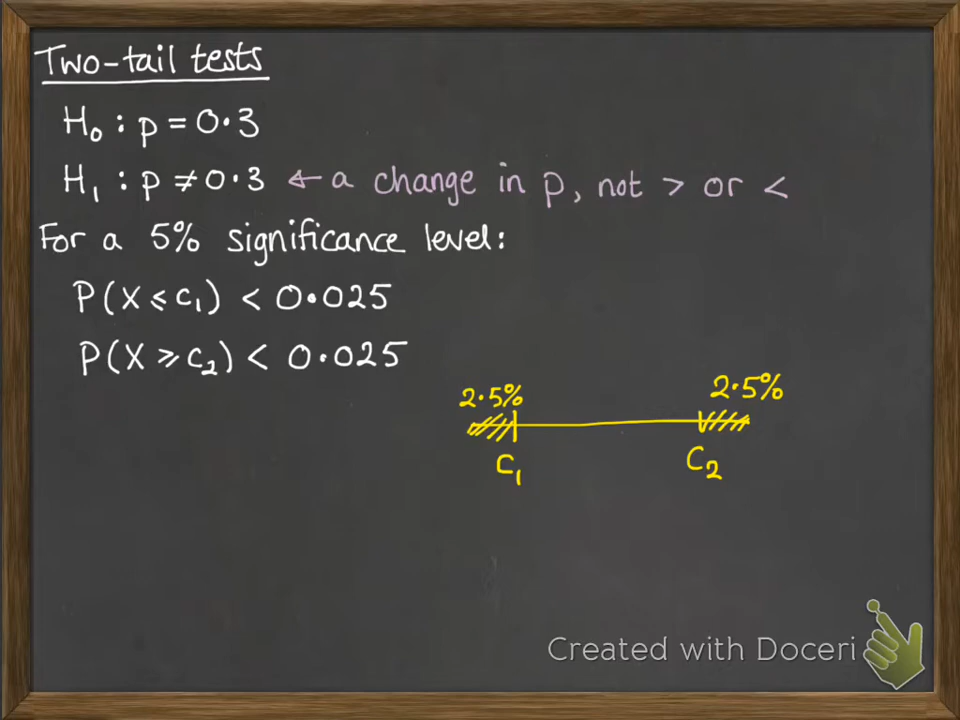 Two-tail tests
H₀ : p = 0·3
H₁ : p ≠ 0·3 ← a change in p, not > or <
For a 5% significance level:
P(X ≤ c₁) < 0·025
P(X ≥ c₂) < 0·025
2·5% 2·5%
C₁ C₂
Created with Doceri